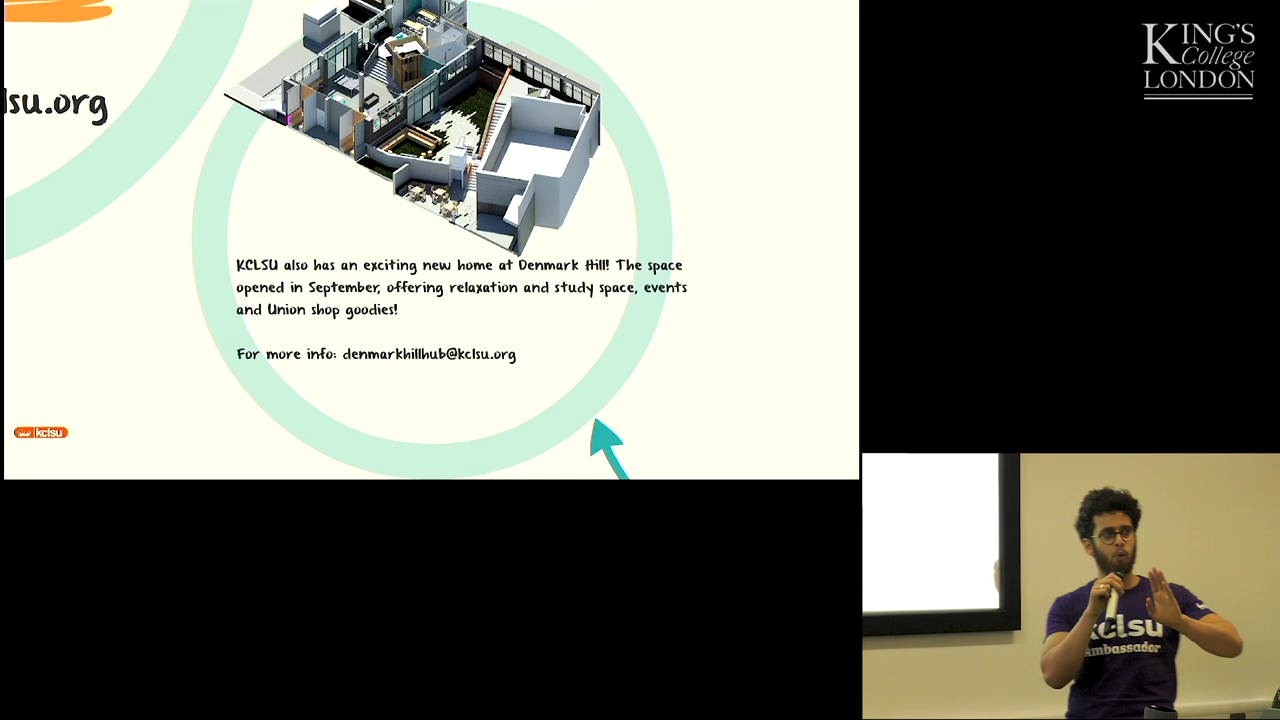 lsu.org
KCLSU also has an exciting new home at Denmark Hill! The space
opened in September, offering relaxation and study space, events
and Union shop goodies!
For more info: denmarkhillhub@kclsu.org
kclsu
KING'S
College
LONDON
kclsu
Ambassador